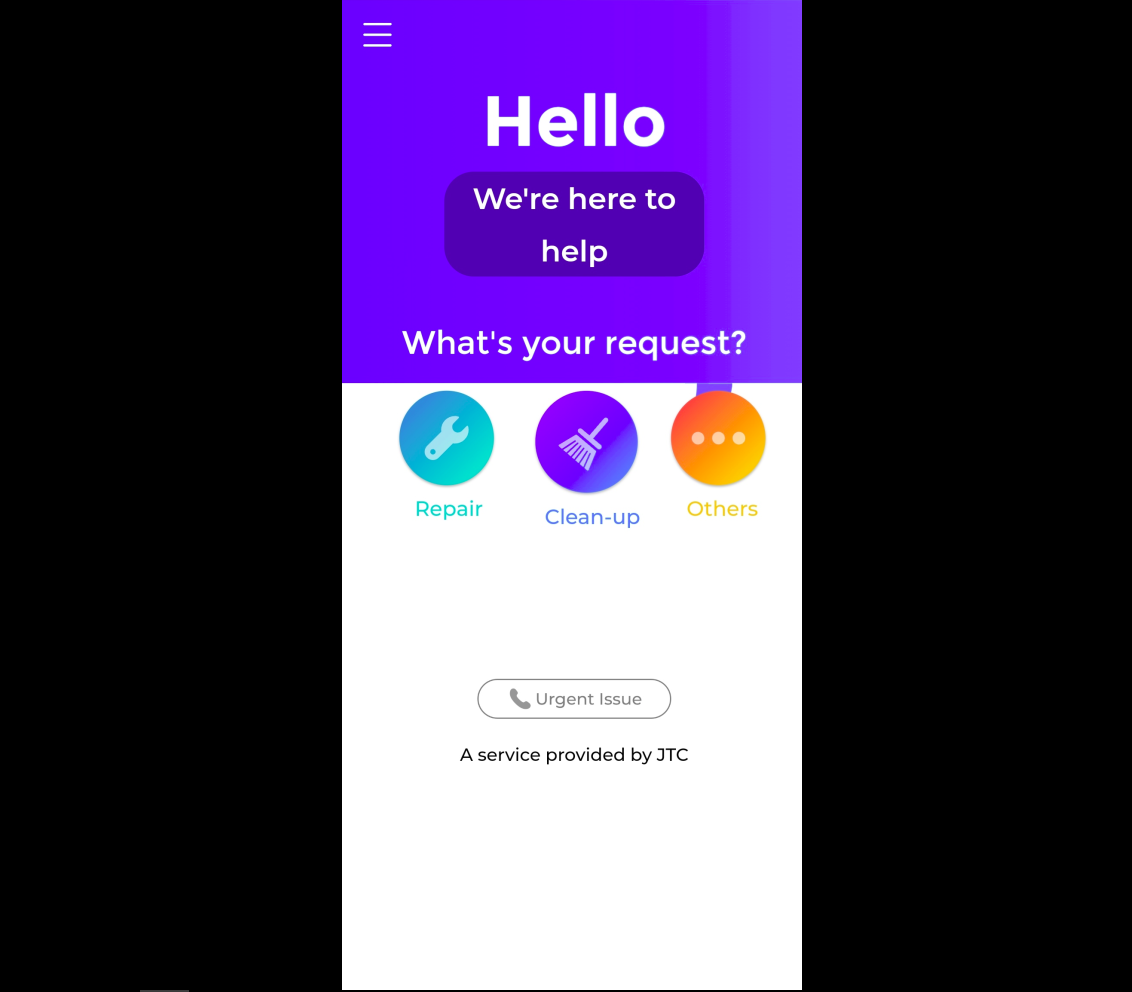 Hello
We're here to
help
What's your request?
Repair
Clean-up
Others
Urgent Issue
A service provided by JTC